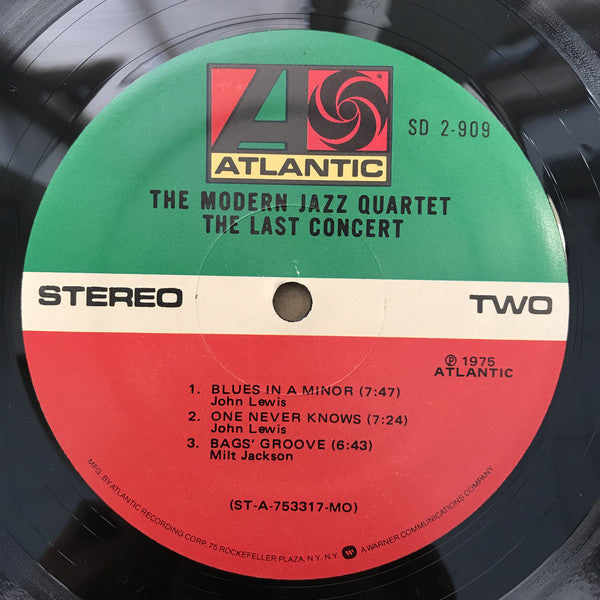 A
ATLANTIC
SD 2-909
THE MODERN JAZZ QUARTET
THE LAST CONCERT
STEREO
TWO
℗ 1975
ATLANTIC
1. BLUES IN A MINOR (7:47)
John Lewis
2. ONE NEVER KNOWS (7:24)
John Lewis
3. BAGS' GROOVE (6:43)
Milt Jackson
(ST-A-753317-MO)
MFG. BY ATLANTIC RECORDING CORP. 75 ROCKEFELLER PLAZA, N.Y., N.Y. A WARNER COMMUNICATIONS COMPANY